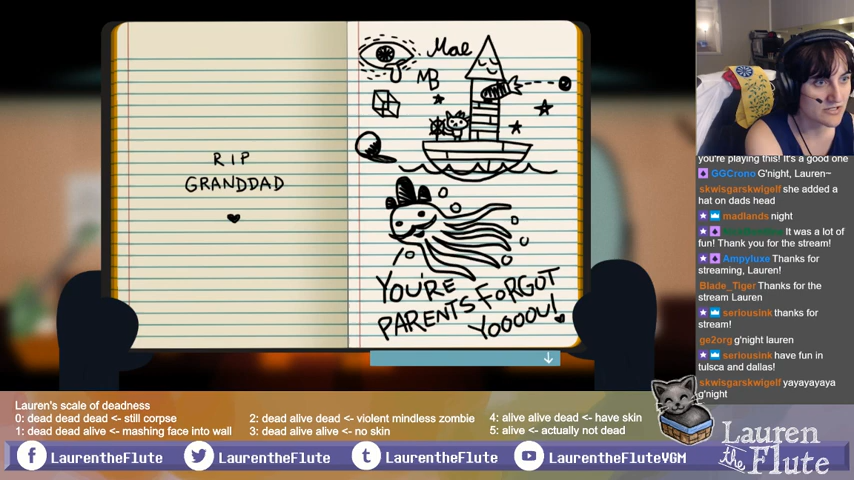 RIP
GRANDDAD
Mae
MB
YOU'RE
PARENTS FORGOT
YOOOOU!
you're playing this! It's a good one
GGCrono G'night, Lauren~
skwisgarskwigelf she added a
hat on dads head
madlands night
It was a lot of
fun! Thank you for the stream!
Ampyluxe Thanks for
streaming, Lauren!
Blade_Tiger Thanks for the
stream Lauren
seriousink thanks for
stream!
ge2org g'night lauren
seriousink have fun in
tulsca and dallas!
skwisgarskwigelf yayayayaya
g'night
Lauren's scale of deadness
0: dead dead dead <- still corpse
1: dead dead alive <- mashing face into wall
2: dead alive dead <- violent mindless zombie
3: dead alive alive <- no skin
4: alive alive dead <- have skin
5: alive <- actually not dead
LaurentheFlute
LaurentheFlute
LaurentheFlute
LaurentheFluteVGM
Lauren
the Flute